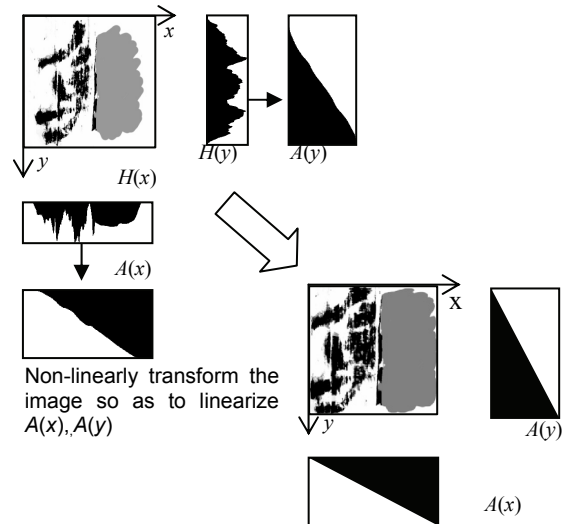 x
y
H(y)
A(y)
H(x)
A(x)
Non-linearly transform the
image so as to linearize
A(x),,A(y)
x
y
A(y)
A(x)